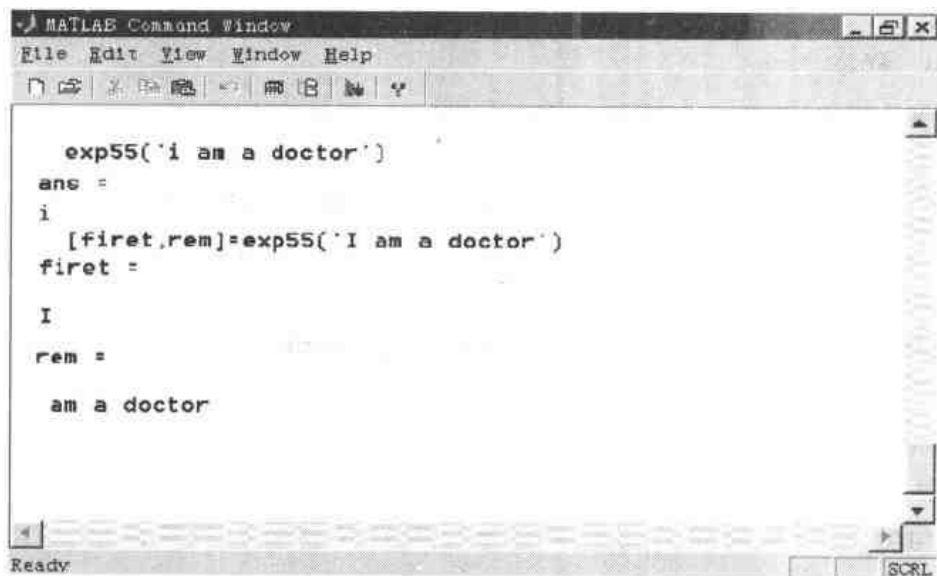 MATLAB Command Window
File Edit View Window Help
exp55('i am a doctor')
ans =
i
[firet,rem]=exp55('I am a doctor')
firet =
I
rem =
am a doctor
Ready
SCRL